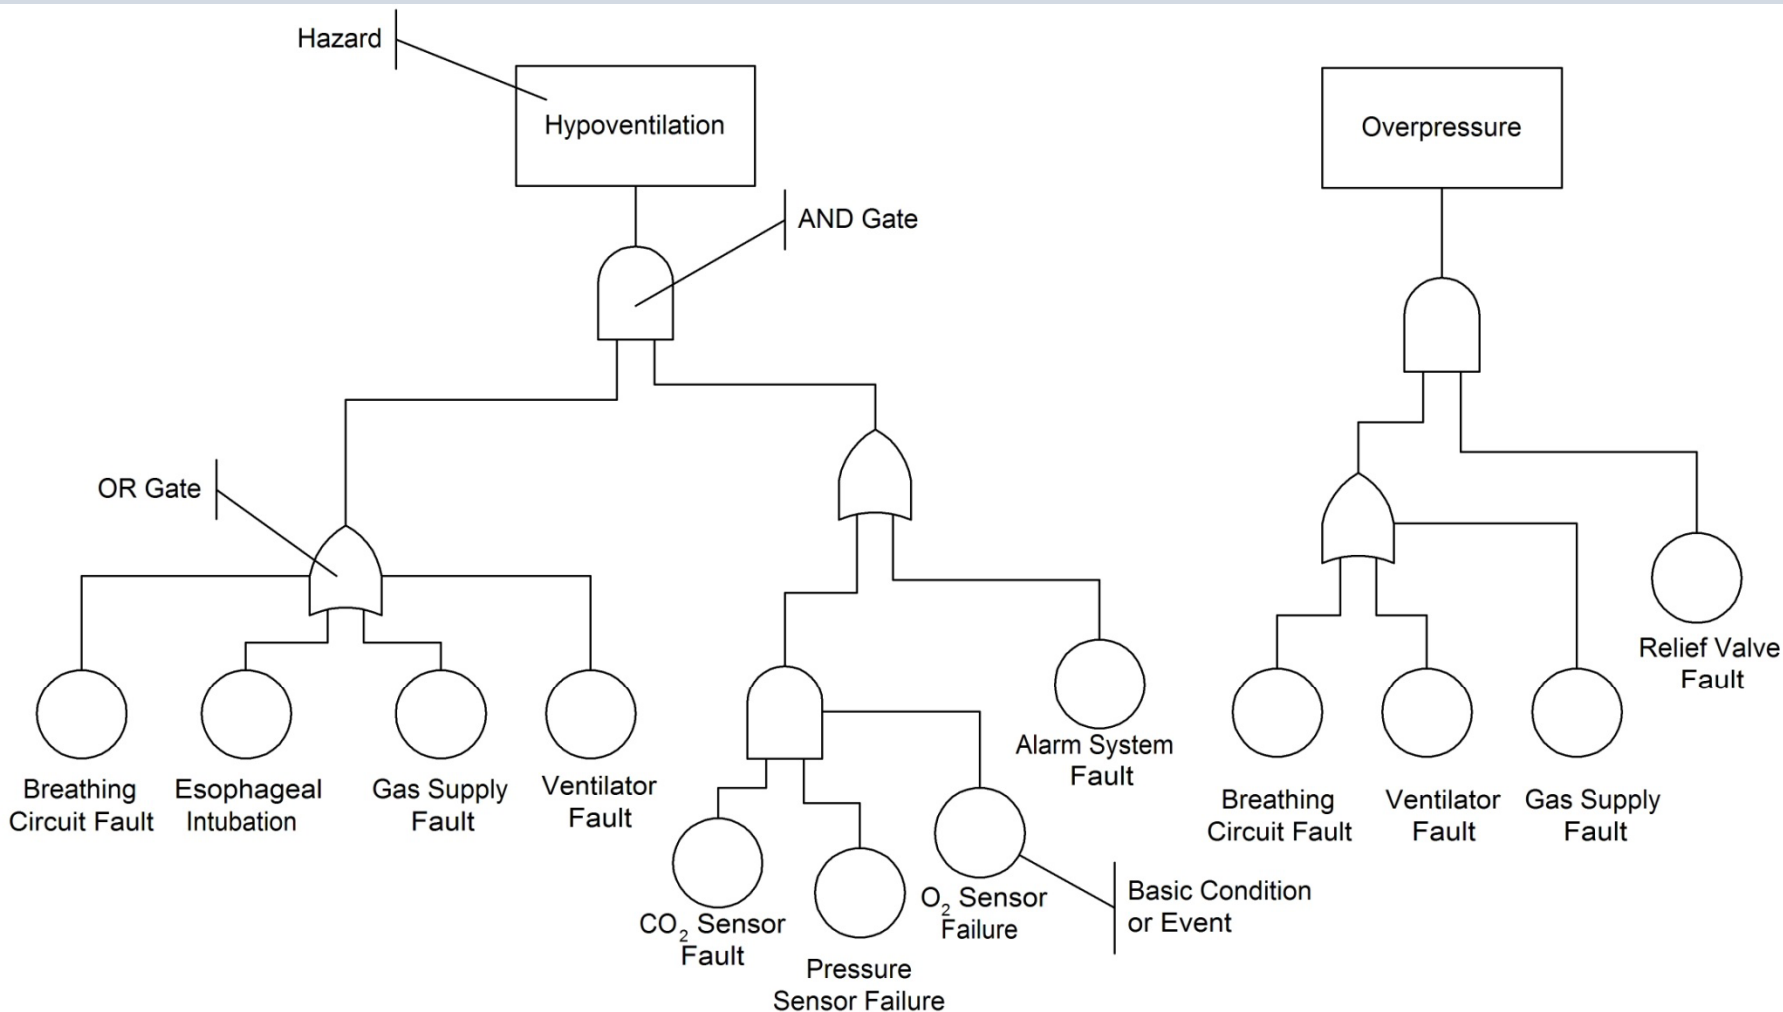 Hazard
Hypoventilation
Overpressure
AND Gate
OR Gate
Breathing
Circuit Fault
Esophageal
Intubation
Gas Supply
Fault
Ventilator
Fault
CO₂ Sensor
Fault
Pressure
Sensor Failure
O₂ Sensor
Failure
Basic Condition
or Event
Alarm System
Fault
Breathing
Circuit Fault
Ventilator
Fault
Gas Supply
Fault
Relief Valve
Fault